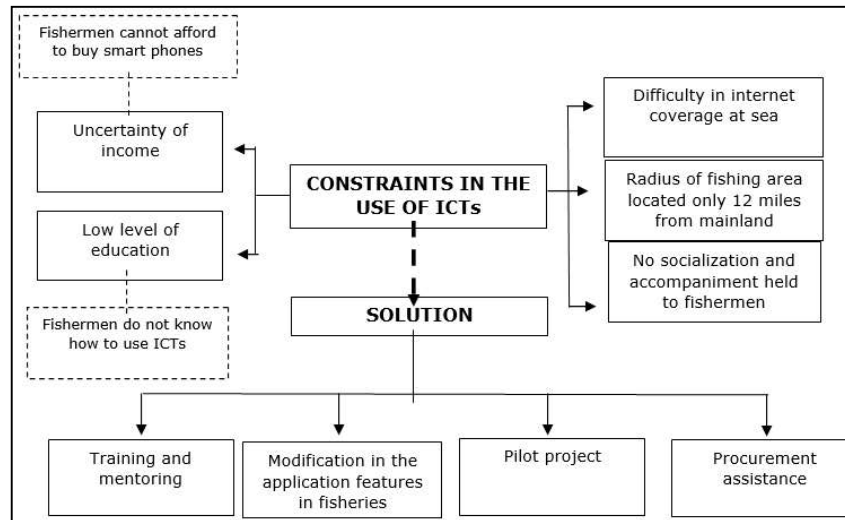 Fishermen cannot afford
to buy smart phones
Uncertainty of
income
Low level of
education
Fishermen do not know
how to use ICTs
CONSTRAINTS IN THE
USE OF ICTs
SOLUTION
Difficulty in internet
coverage at sea
Radius of fishing area
located only 12 miles
from mainland
No socialization and
accompaniment held
to fishermen
Training and
mentoring
Modification in the
application features
in fisheries
Pilot project
Procurement
assistance